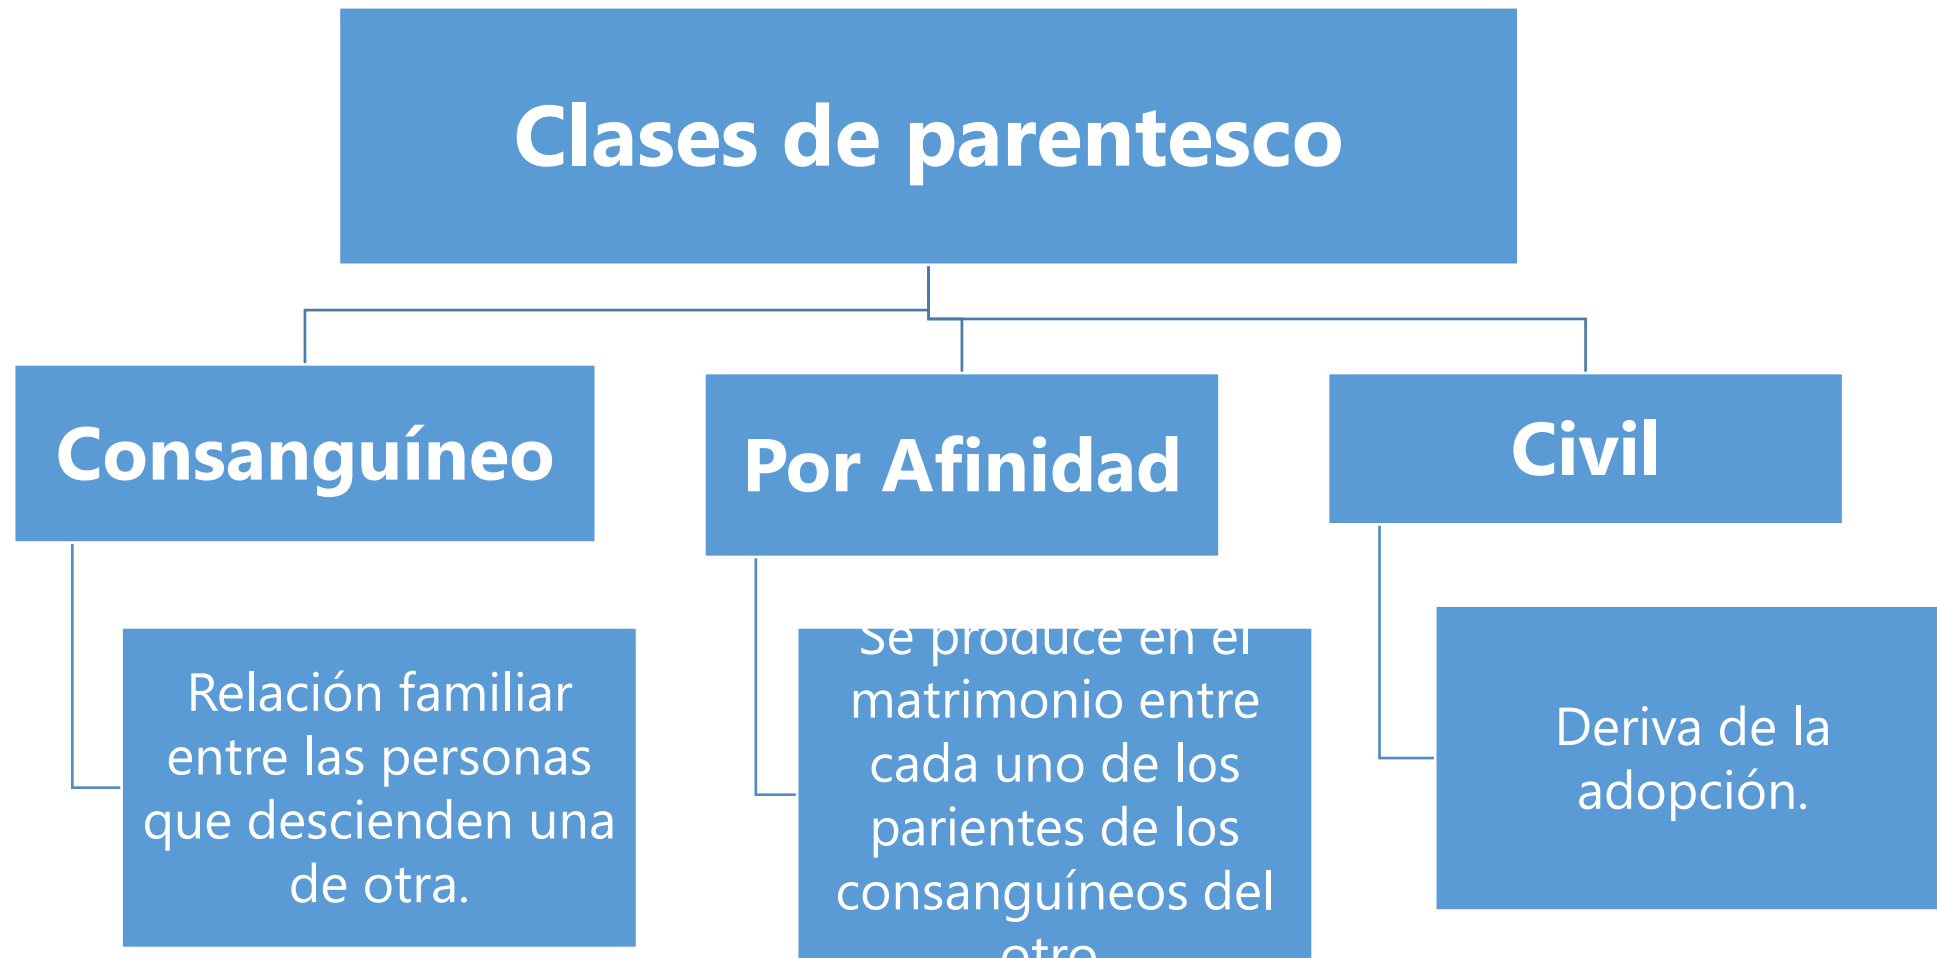 Clases de parentesco
Consanguíneo
Por Afinidad
Civil
Relación familiar
entre las personas
que descienden una
de otra.
Se produce en el
matrimonio entre
cada uno de los
parientes de los
consanguíneos del
otro
Deriva de la
adopción.